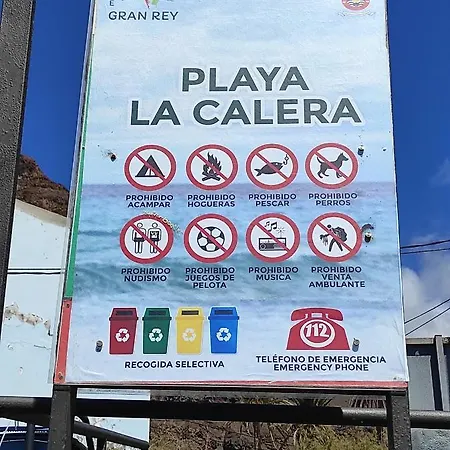 E
GRAN REY
PLAYA
LA CALERA
PROHIBIDO ACAMPAR
PROHIBIDO HOGUERAS
PROHIBIDO PESCAR
PROHIBIDO PERROS
PROHIBIDO NUDISMO
PROHIBIDO JUEGOS DE PELOTA
PROHIBIDO MUSICA
PROHIBIDO VENTA AMBULANTE
112
RECOGIDA SELECTIVA
TELÉFONO DE EMERGENCIA
EMERGENCY PHONE